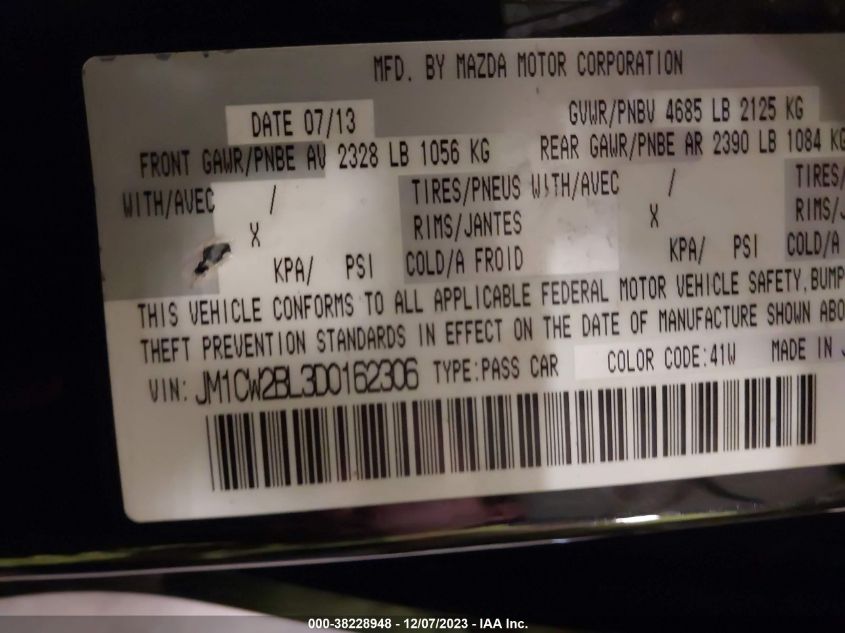 MFD. BY MAZDA MOTOR CORPORATION
DATE 07/13 GVWR/PNBV 4685 LB 2125 KG
FRONT GAWR/PNBE AV 2328 LB 1056 KG REAR GAWR/PNBE AR 2390 LB 1084 KG
WITH/AVEC / TIRES/PNEUS WITH/AVEC / TIRES/
X RIMS/JANTES X RIMS/J
KPA/ PSI COLD/A FROID KPA/ PSI COLD/A
THIS VEHICLE CONFORMS TO ALL APPLICABLE FEDERAL MOTOR VEHICLE SAFETY, BUMP
THEFT PREVENTION STANDARDS IN EFFECT ON THE DATE OF MANUFACTURE SHOWN ABO
VIN: JM1CW2BL3D0162306 TYPE: PASS CAR COLOR CODE: 41W MADE IN J
000-38228948 - 12/07/2023 - IAA Inc.